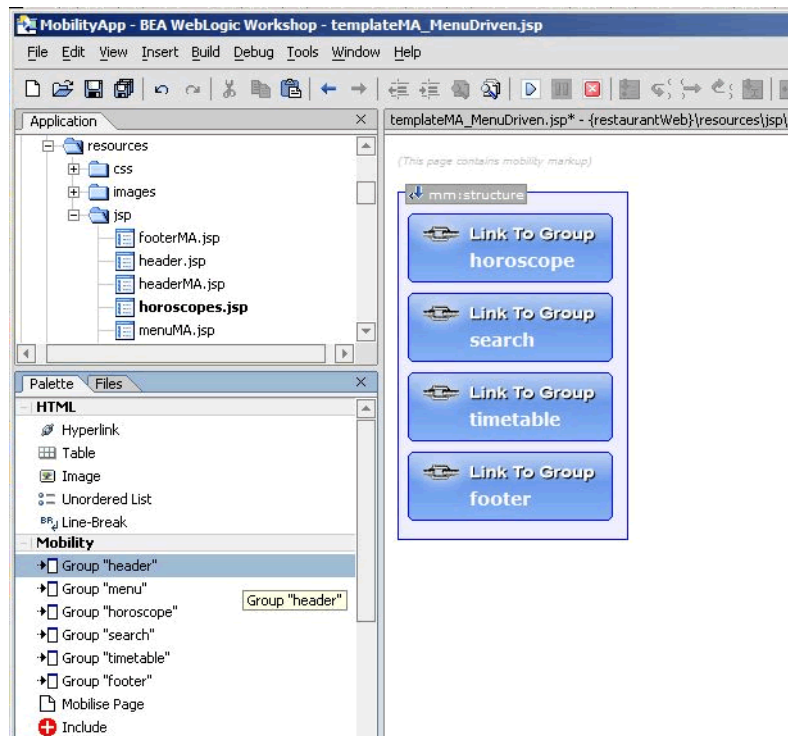 MobilityApp - BEA WebLogic Workshop - templateMA_MenuDriven.jsp
File Edit View Insert Build Debug Tools Window Help
Application
templateMA_MenuDriven.jsp* - {restaurantWeb}\resources\jsp\
resources
css
images
jsp
footerMA.jsp
header.jsp
headerMA.jsp
horoscopes.jsp
menuMA.jsp
(This page contains mobility markup)
mm:structure
Link To Group
horoscope
Link To Group
search
Link To Group
timetable
Link To Group
footer
Palette Files
HTML
Hyperlink
Table
Image
Unordered List
BR Line-Break
Mobility
Group "header"
Group "menu"
Group "horoscope"
Group "header"
Group "search"
Group "timetable"
Group "footer"
Mobilise Page
Include